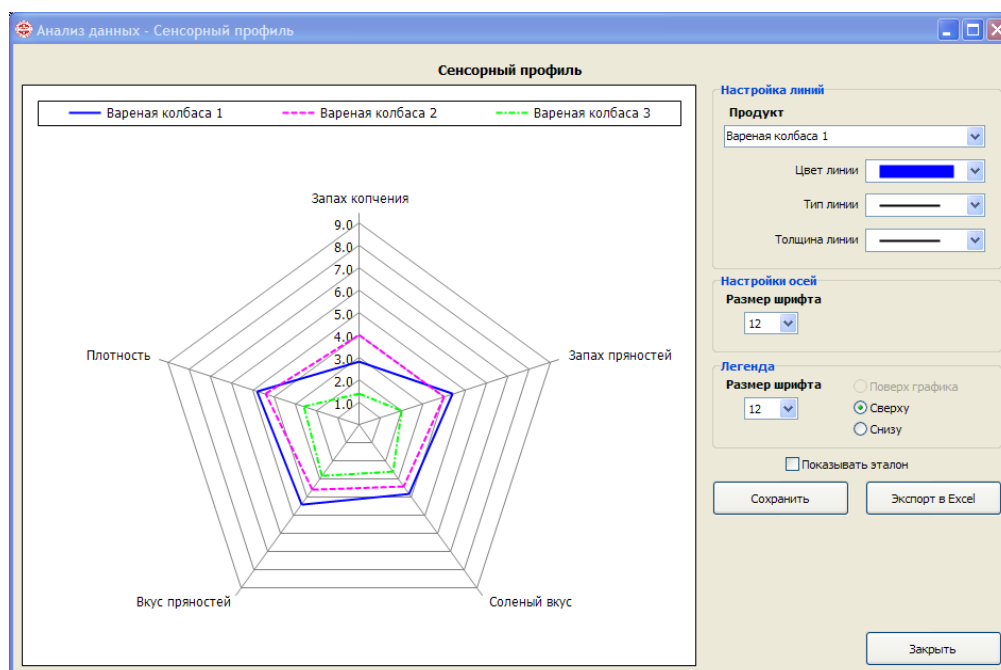 Анализ данных - Сенсорный профиль
Сенсорный профиль
Вареная колбаса 1
Вареная колбаса 2
Вареная колбаса 3
Запах копчения
9.0
8.0
7.0
6.0
5.0
4.0
3.0
2.0
1.0
Плотность
Запах пряностей
Вкус пряностей
Соленый вкус
Настройка линий
Продукт
Вареная колбаса 1
Цвет линии
Тип линии
Толщина линии
Настройки осей
Размер шрифта
12
Легенда
Размер шрифта
12
Поверх графика
Сверху
Снизу
Показывать эталон
Сохранить
Экспорт в Excel
Закрыть